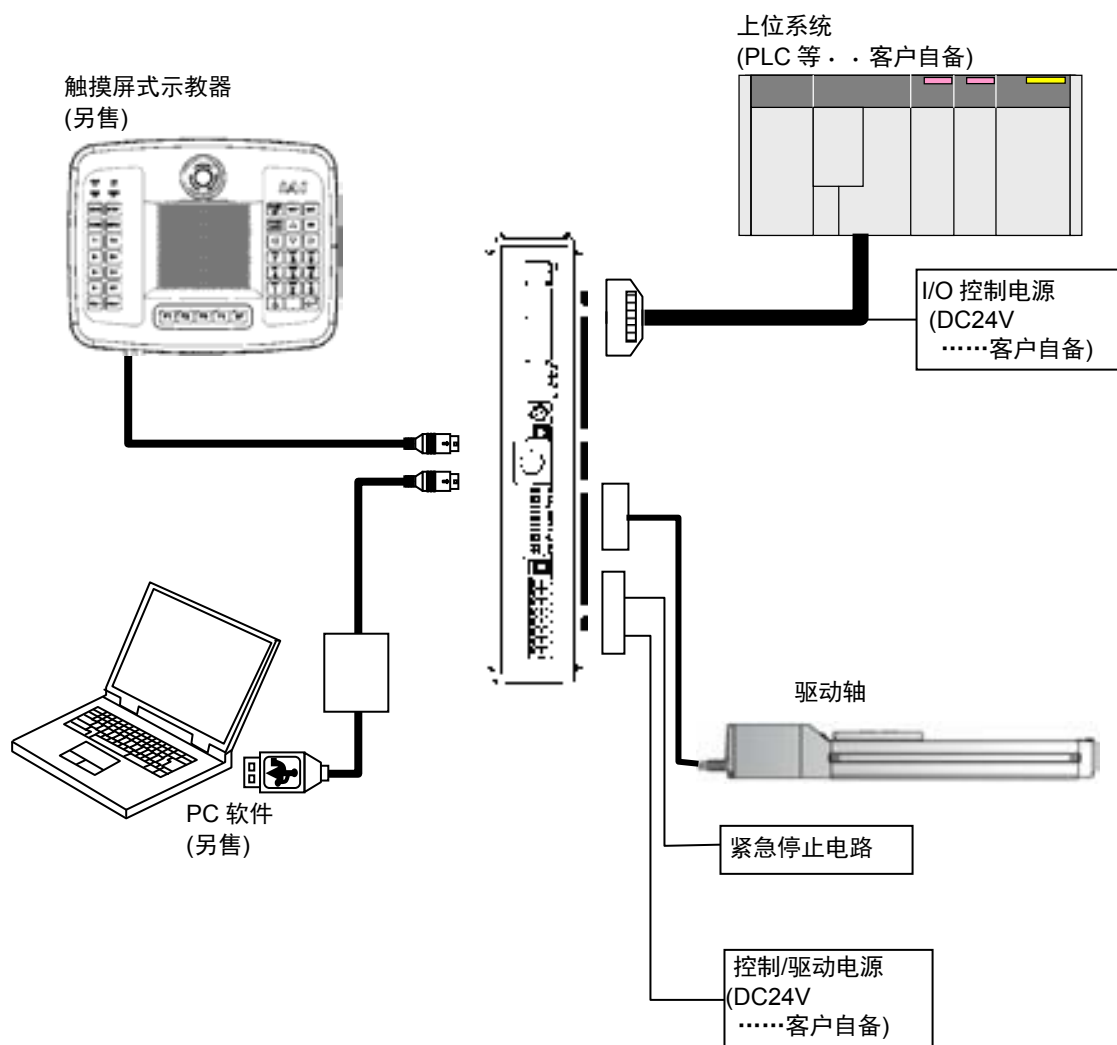 上位系统
(PLC 等・・客户自备)
触摸屏式示教器
(另售)
I/O 控制电源
(DC24V
……客户自备)
驱动轴
PC 软件
(另售)
紧急停止电路
控制/驱动电源
(DC24V
……客户自备)